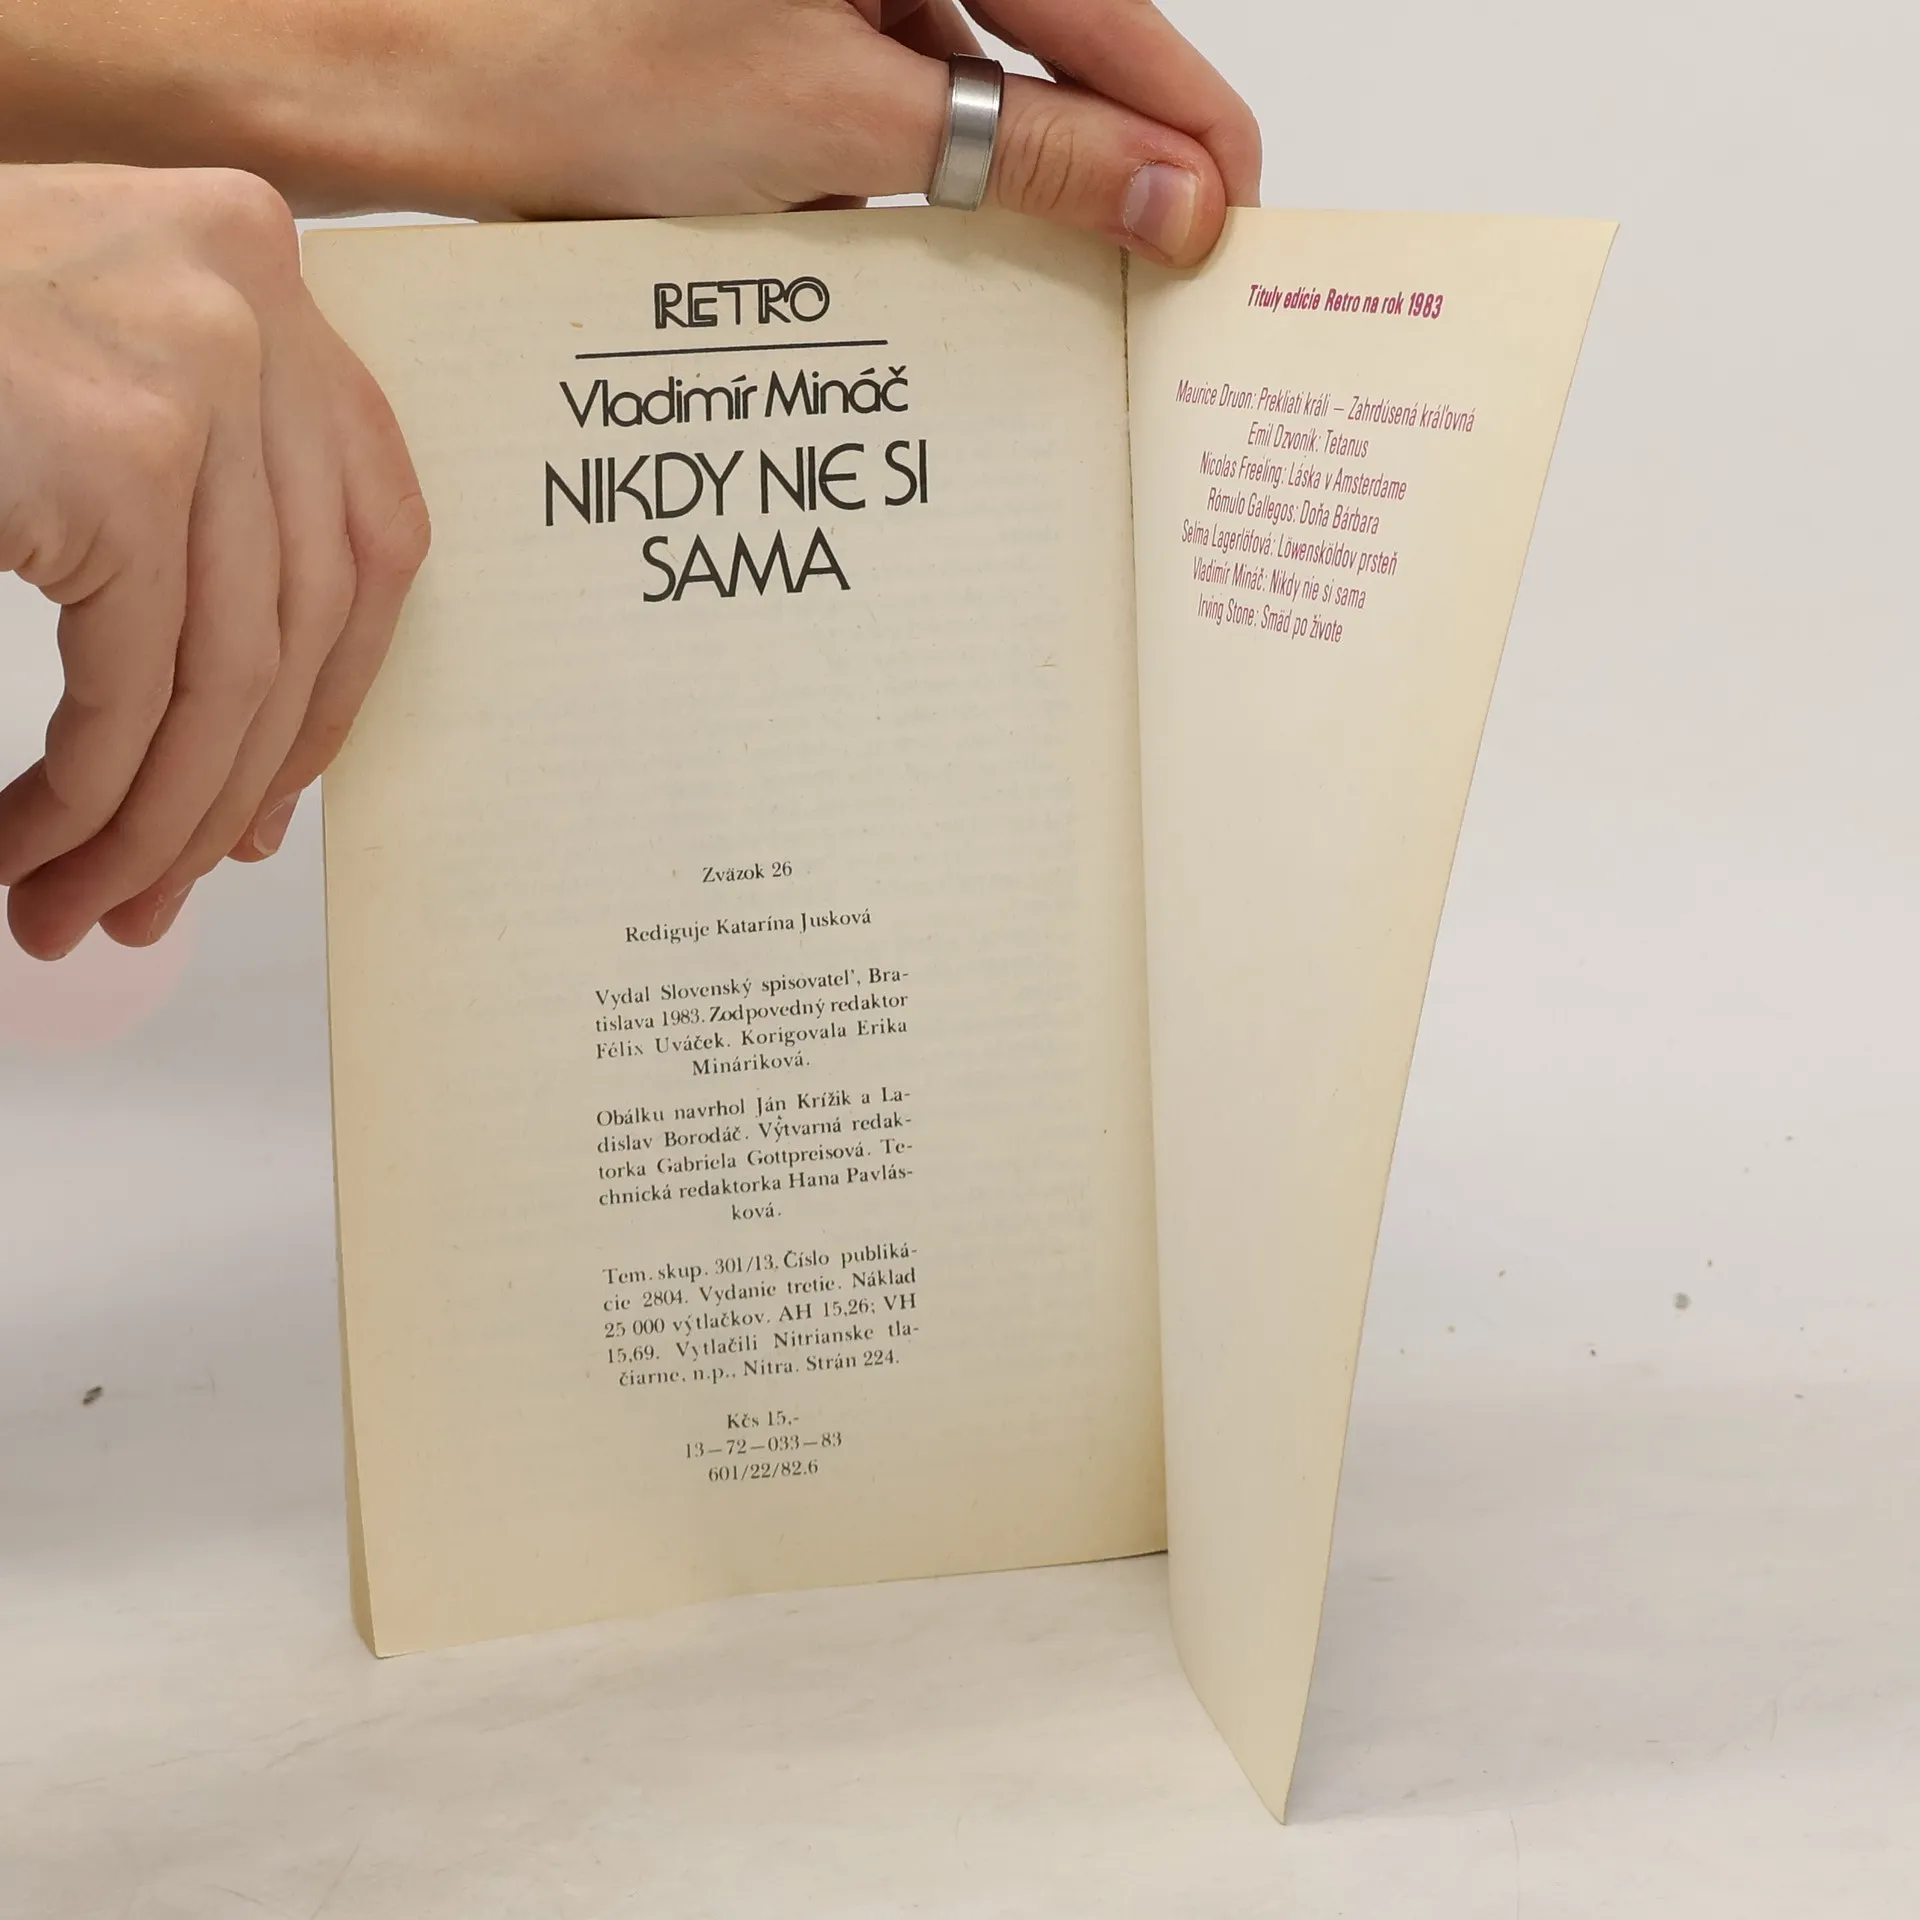 RETRO
Vladimír Mináč
NIKDY NIE SI
SAMA
Zväzok 26
Rediguje Katarína Jusková
Vydal Slovenský spisovateľ, Bra-
tislava 1983. Zodpovedný redaktor
Félix Uváček. Korigovala Erika
Mináriková.
Obálku navrhol Ján Krížik a La-
dislav Borodáč. Výtvarná redak-
torka Gabriela Gottpreisová. Te-
chnická redaktorka Hana Pavlás-
ková.
Tem. skup. 301/13. Číslo publiká-
cie 2804. Vydanie tretie. Náklad
25 000 výtlačkov. AH 15,26; VH
15,69. Vytlačili Nitrianske tla-
čiarne, n.p., Nitra. Strán 224.
Kčs 15,-
13—72—033—83
601/22/82.6
Tituly edície Retro na rok 1983
Maurice Druon: Prekliati králi — Zahrdúsená kráľovná
Emil Dzvoník: Tetanus
Nicolas Freeling: Láska v Amsterdame
Rómulo Gallegos: Doňa Bárbara
Selma Lagerlöfová: Löwensköldov prsteň
Vladimír Mináč: Nikdy nie si sama
Irving Stone: Smäd po živote